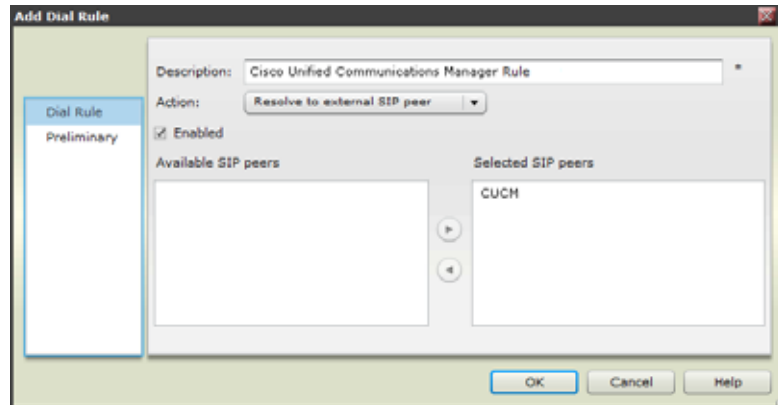 Add Dial Rule
Dial Rule
Preliminary
Description: Cisco Unified Communications Manager Rule *
Action: Resolve to external SIP peer
Enabled
Available SIP peers
Selected SIP peers
CUCM
OK
Cancel
Help